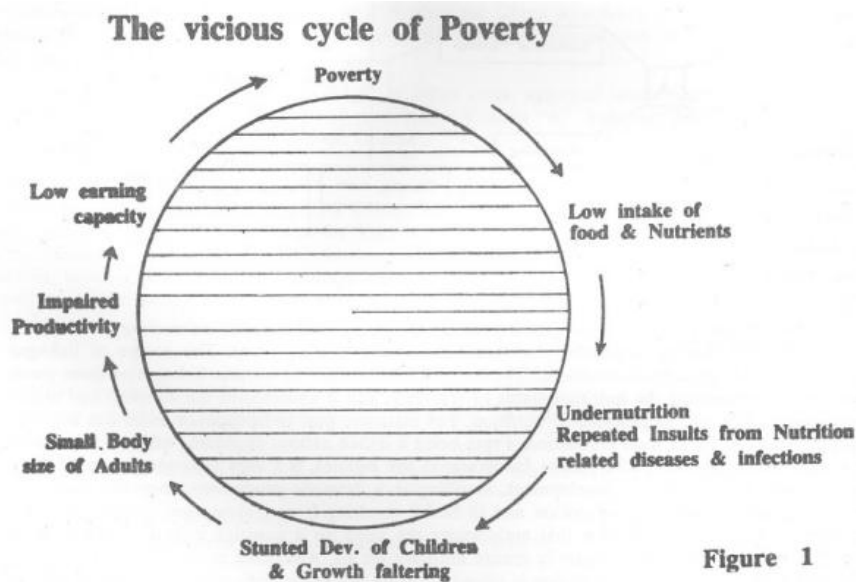 The vicious cycle of Poverty
Poverty
Low intake of
food & Nutrients
Undernutrition
Repeated Insults from Nutrition
related diseases & infections
Stunted Dev. of Children
& Growth faltering
Small Body
size of Adults
Impaired
Productivity
Low earning
capacity
Figure 1